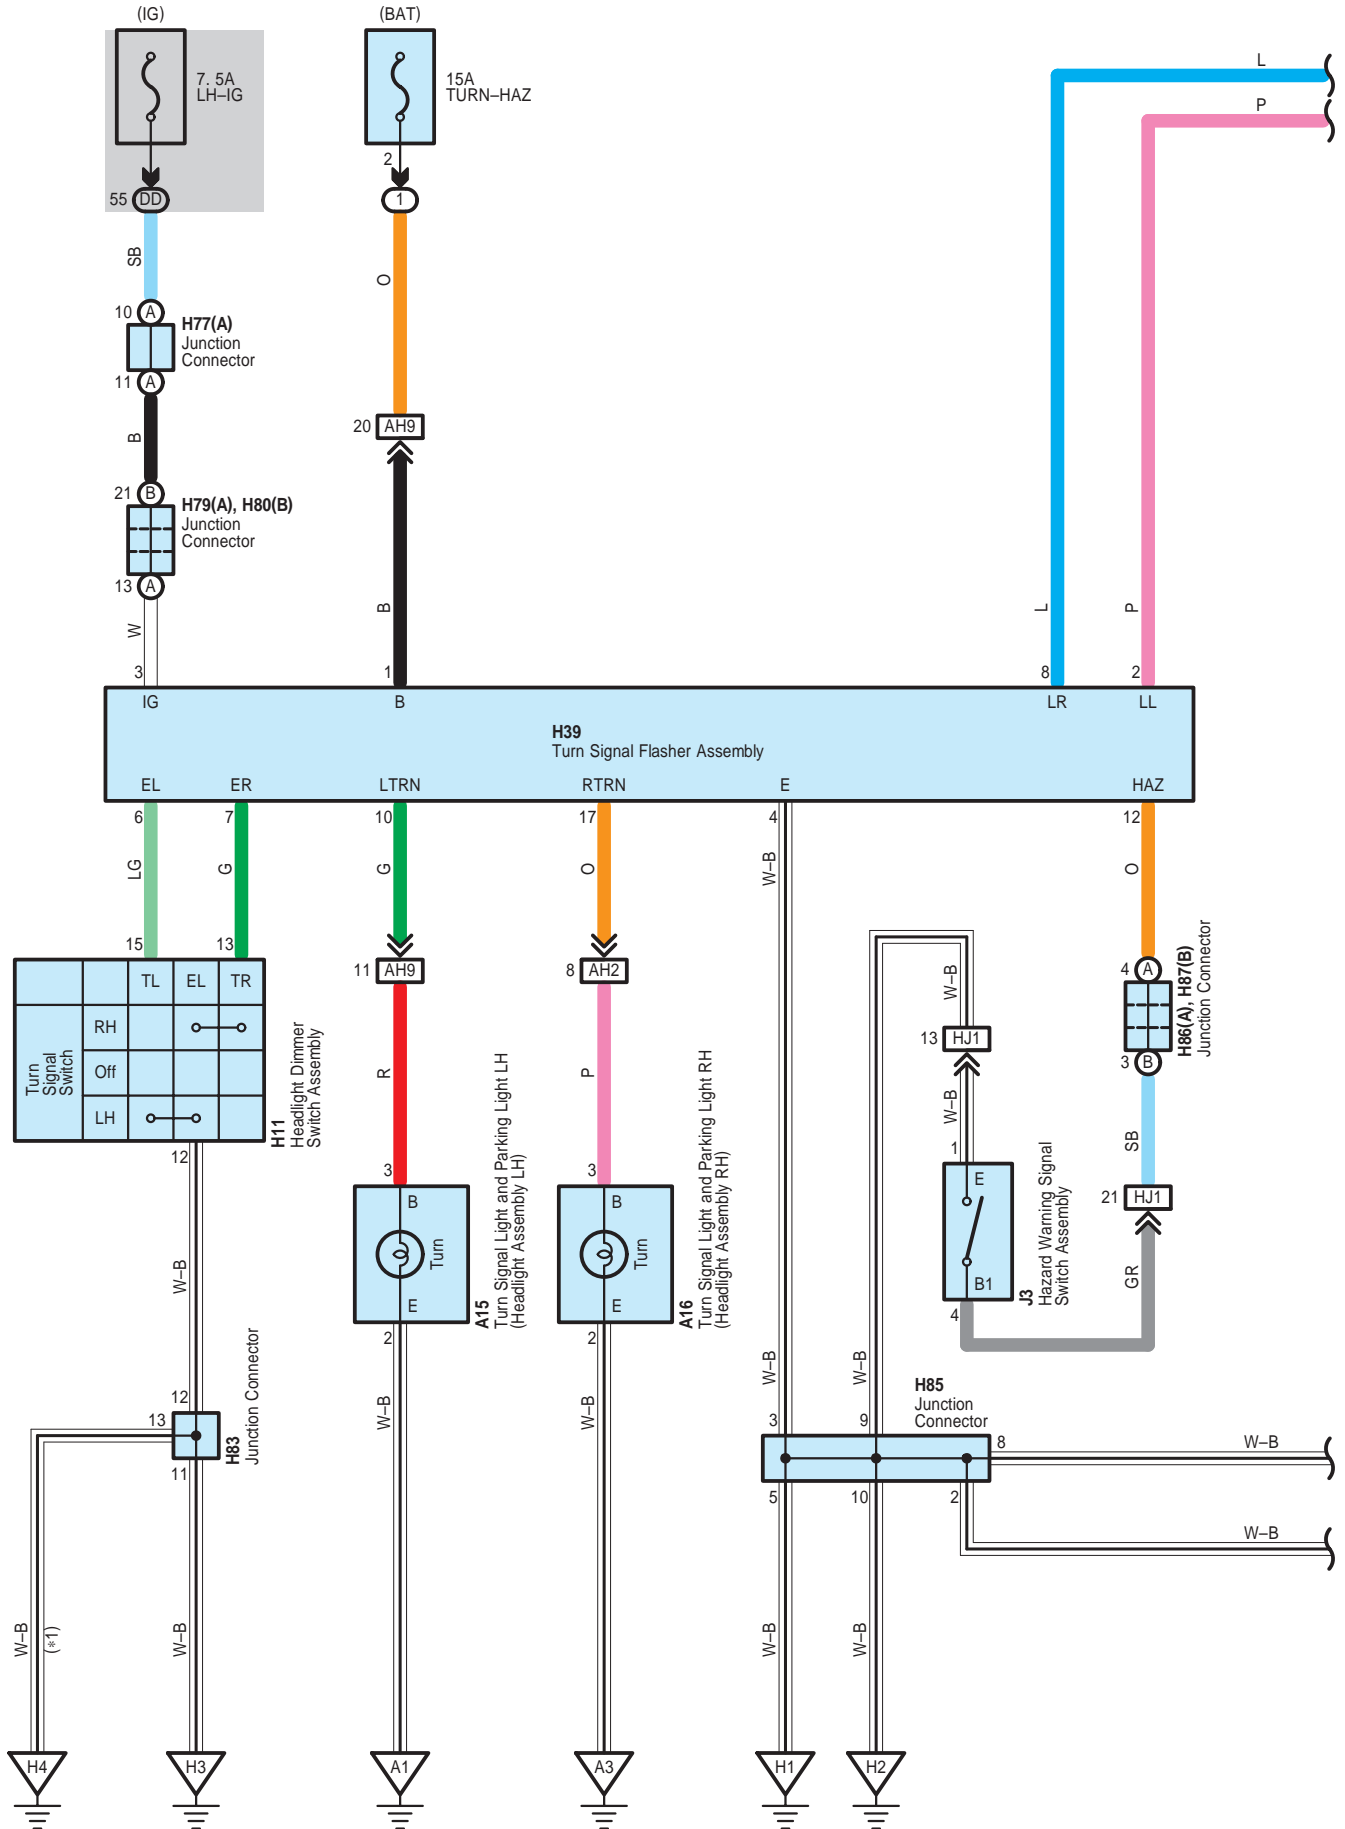 (IG)
(BAT)
7. 5A
LH–IG
15A
TURN–HAZ
L
P
2
55
DD
1
SB
O
10
A
H77(A)
Junction
Connector
11
A
B
20
AH9
21
B
H79(A), H80(B)
Junction
Connector
13
A
W
B
L
P
3
1
8
2
IG
B
LR
LL
H39
Turn Signal Flasher Assembly
EL
ER
LTRN
RTRN
E
HAZ
6
7
10
17
4
12
LG
G
G
O
W–B
O
15
13
11
AH9
8
AH2
W–B
4
A
H86(A), H87(B)
Junction Connector
TL
EL
TR
RH
Off
LH
Turn
Signal
Switch
H11
Headlight Dimmer
Switch Assembly
13
HJ1
3
B
R
P
W–B
SB
12
3
3
1
21
HJ1
B
Turn
E
A15
Turn Signal Light and Parking Light LH
(Headlight Assembly LH)
B
Turn
E
A16
Turn Signal Light and Parking Light RH
(Headlight Assembly RH)
E
B1
J3
Hazard Warning Signal
Switch Assembly
GR
W–B
4
2
2
W–B
W–B
W–B
W–B
12
13
H83
Junction Connector
11
H85
Junction
Connector
3
9
8
W–B
5
10
2
W–B
W–B
(*1)
W–B
W–B
W–B
H4
H3
A1
A3
H1
H2